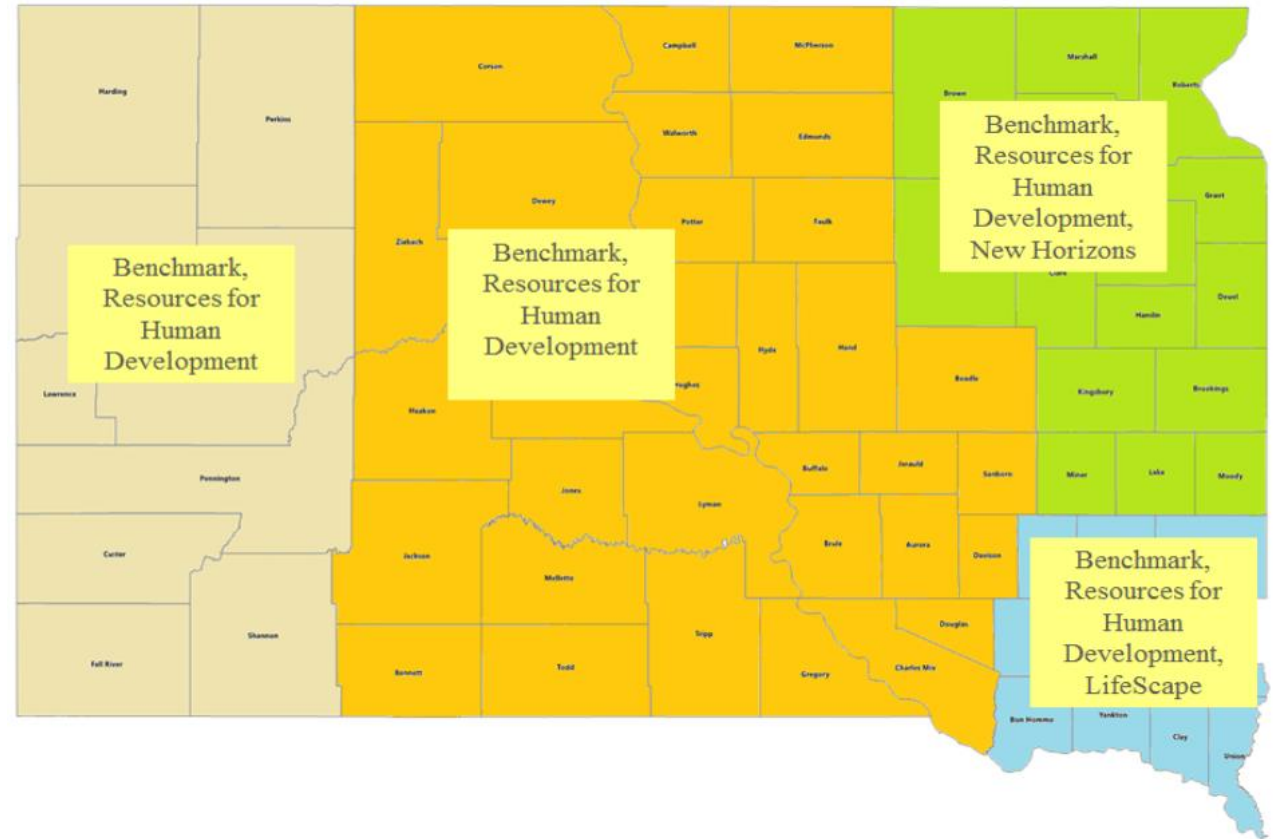 Campbell
McPherson
Marshall
Corson
Harding
Brown
Roberts
Perkins
Walworth
Edmunds
Benchmark,
Resources for
Human
Development,
New Horizons
Grant
Dewey
Potter
Faulk
Ziebach
Benchmark,
Resources for
Human
Development
Benchmark,
Resources for
Human
Development
Clark
Deuel
Hamlin
Hyde
Hand
Beadle
Hughes
Kingsbury
Brookings
Lawrence
Haakon
Buffalo
Jerauld
Sanborn
Miner
Lake
Moody
Pennington
Jones
Lyman
Custer
Jackson
Mellette
Brule
Aurora
Davison
Benchmark,
Resources for
Human
Development,
LifeScape
Shannon
Fall River
Bennett
Todd
Tripp
Gregory
Charles Mix
Douglas
Bon Homme
Yankton
Clay
Union